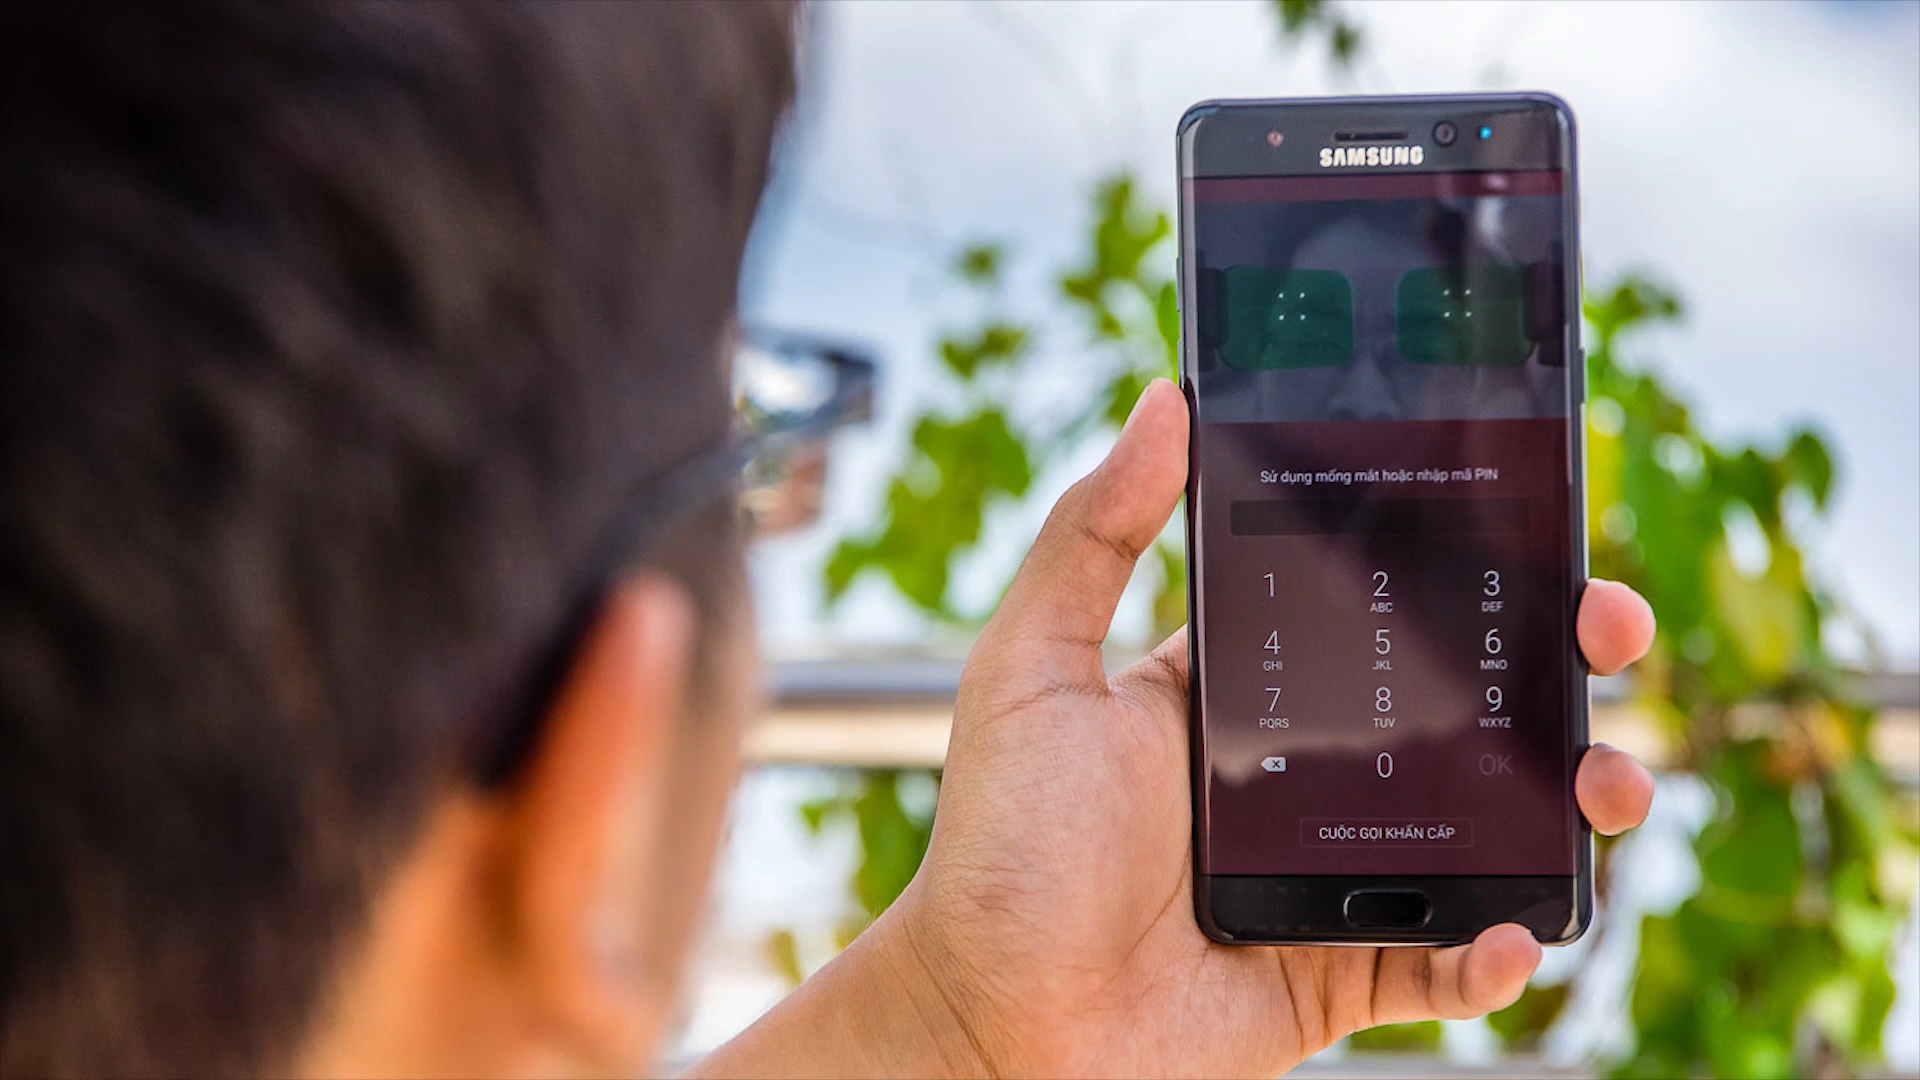 SAMSUNG
Sử dụng mống mắt hoặc nhập mã PIN
1 2 3
ABC DEF
4 5 6
GHI JKL MNO
7 8 9
PQRS TUV WXYZ
0 OK
CUỘC GỌI KHẨN CẤP